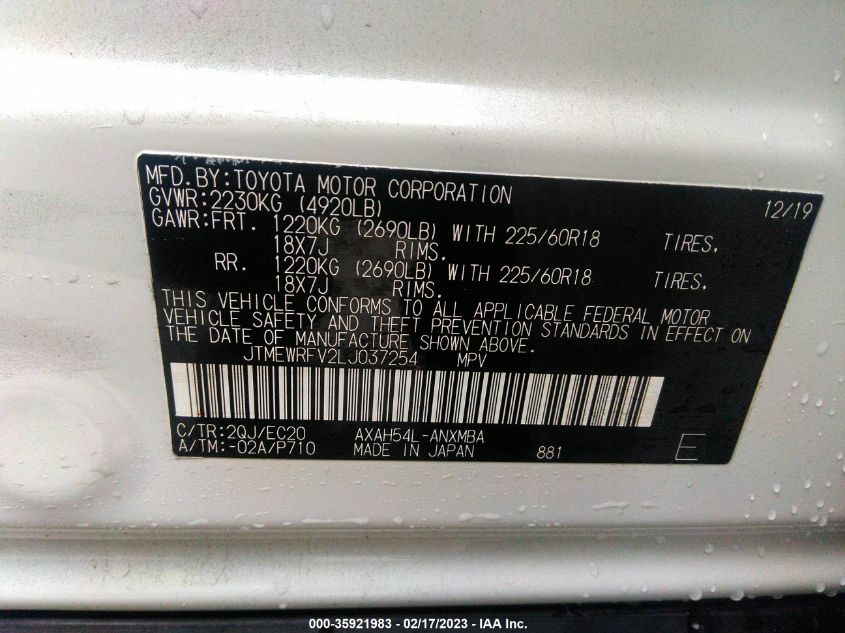 MFD.BY:TOYOTA MOTOR CORPORATION 12/19
GVWR:2230KG (4920LB)
GAWR:FRT. 1220KG (2690LB) WITH 225/60R18 TIRES.
18X7J RIMS.
RR. 1220KG (2690LB) WITH 225/60R18 TIRES.
18X7J RIMS.
THIS VEHICLE CONFORMS TO ALL APPLICABLE FEDERAL MOTOR
VEHICLE SAFETY AND THEFT PREVENTION STANDARDS IN EFFECT ON
THE DATE OF MANUFACTURE SHOWN ABOVE.
JTMEWRFV2LJ037254 MPV
C/TR:2QJ/EC20 AXAH54L-ANXMBA
A/TM:-02A/P710 MADE IN JAPAN 881 E
000-35921983 - 02/17/2023 - IAA Inc.